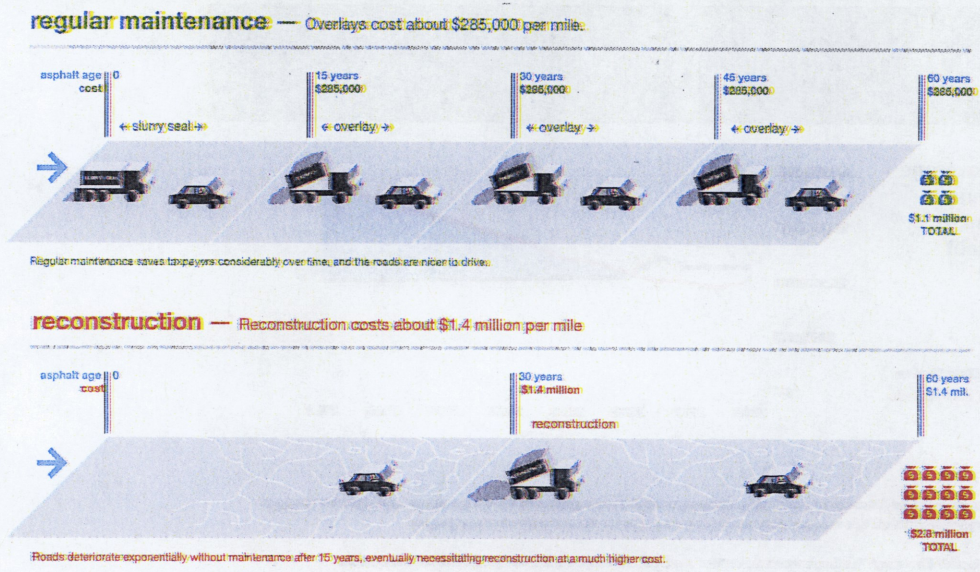 regular maintenance — Overlays cost about $285,000 per mile.
asphalt age 0 15 years 30 years 45 years 60 years
cost $285,000 $285,000 $285,000 $285,000
← slurry seal → ← overlay → ← overlay → ← overlay →
$1.1 million
TOTAL
Regular maintenance saves taxpayers considerably over time, and the roads are nicer to drive.
reconstruction — Reconstruction costs about $1.4 million per mile
asphalt age 0 30 years 60 years
cost $1.4 million $1.4 mil.
reconstruction
$2.8 million
TOTAL
Roads deteriorate exponentially without maintenance after 15 years, eventually necessitating reconstruction at a much higher cost.